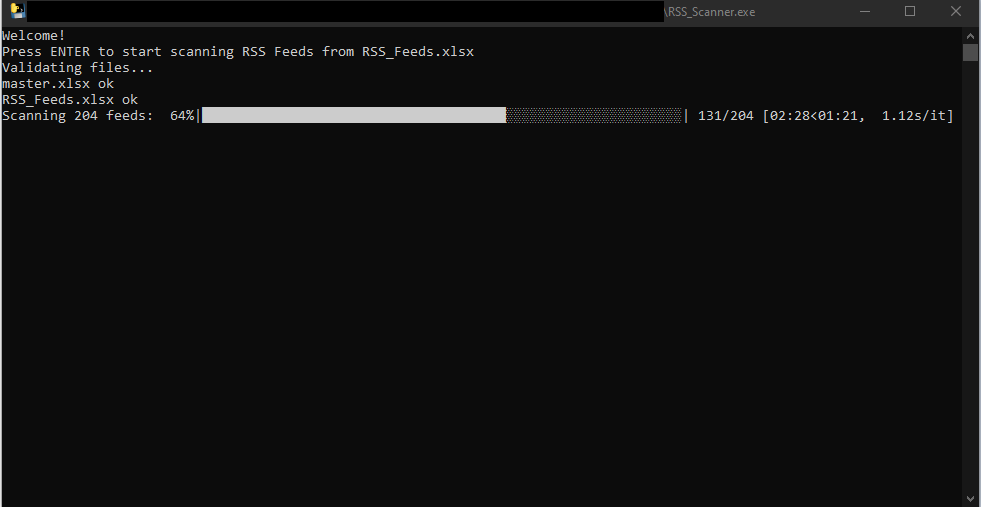 \RSS_Scanner.exe
Welcome!
Press ENTER to start scanning RSS Feeds from RSS_Feeds.xlsx
Validating files...
master.xlsx ok
RSS_Feeds.xlsx ok
Scanning 204 feeds:  64%|                                                            | 131/204 [02:28<01:21,  1.12s/it]